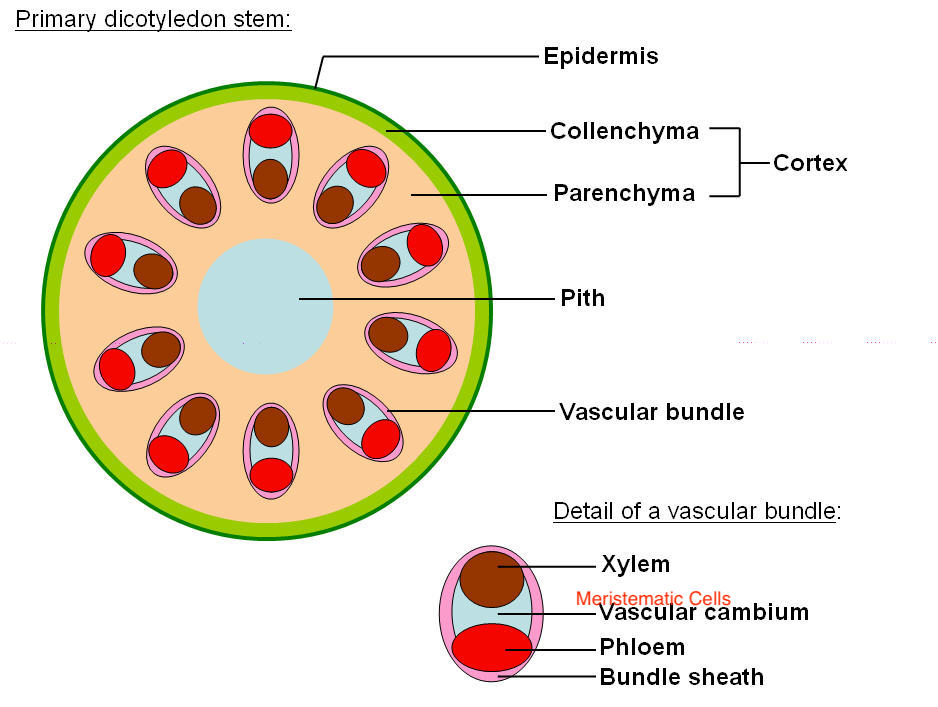 Primary dicotyledon stem:
Epidermis
Collenchyma
Cortex
Parenchyma
Pith
Vascular bundle
Detail of a vascular bundle:
Xylem
Meristematic Cells
Vascular cambium
Phloem
Bundle sheath